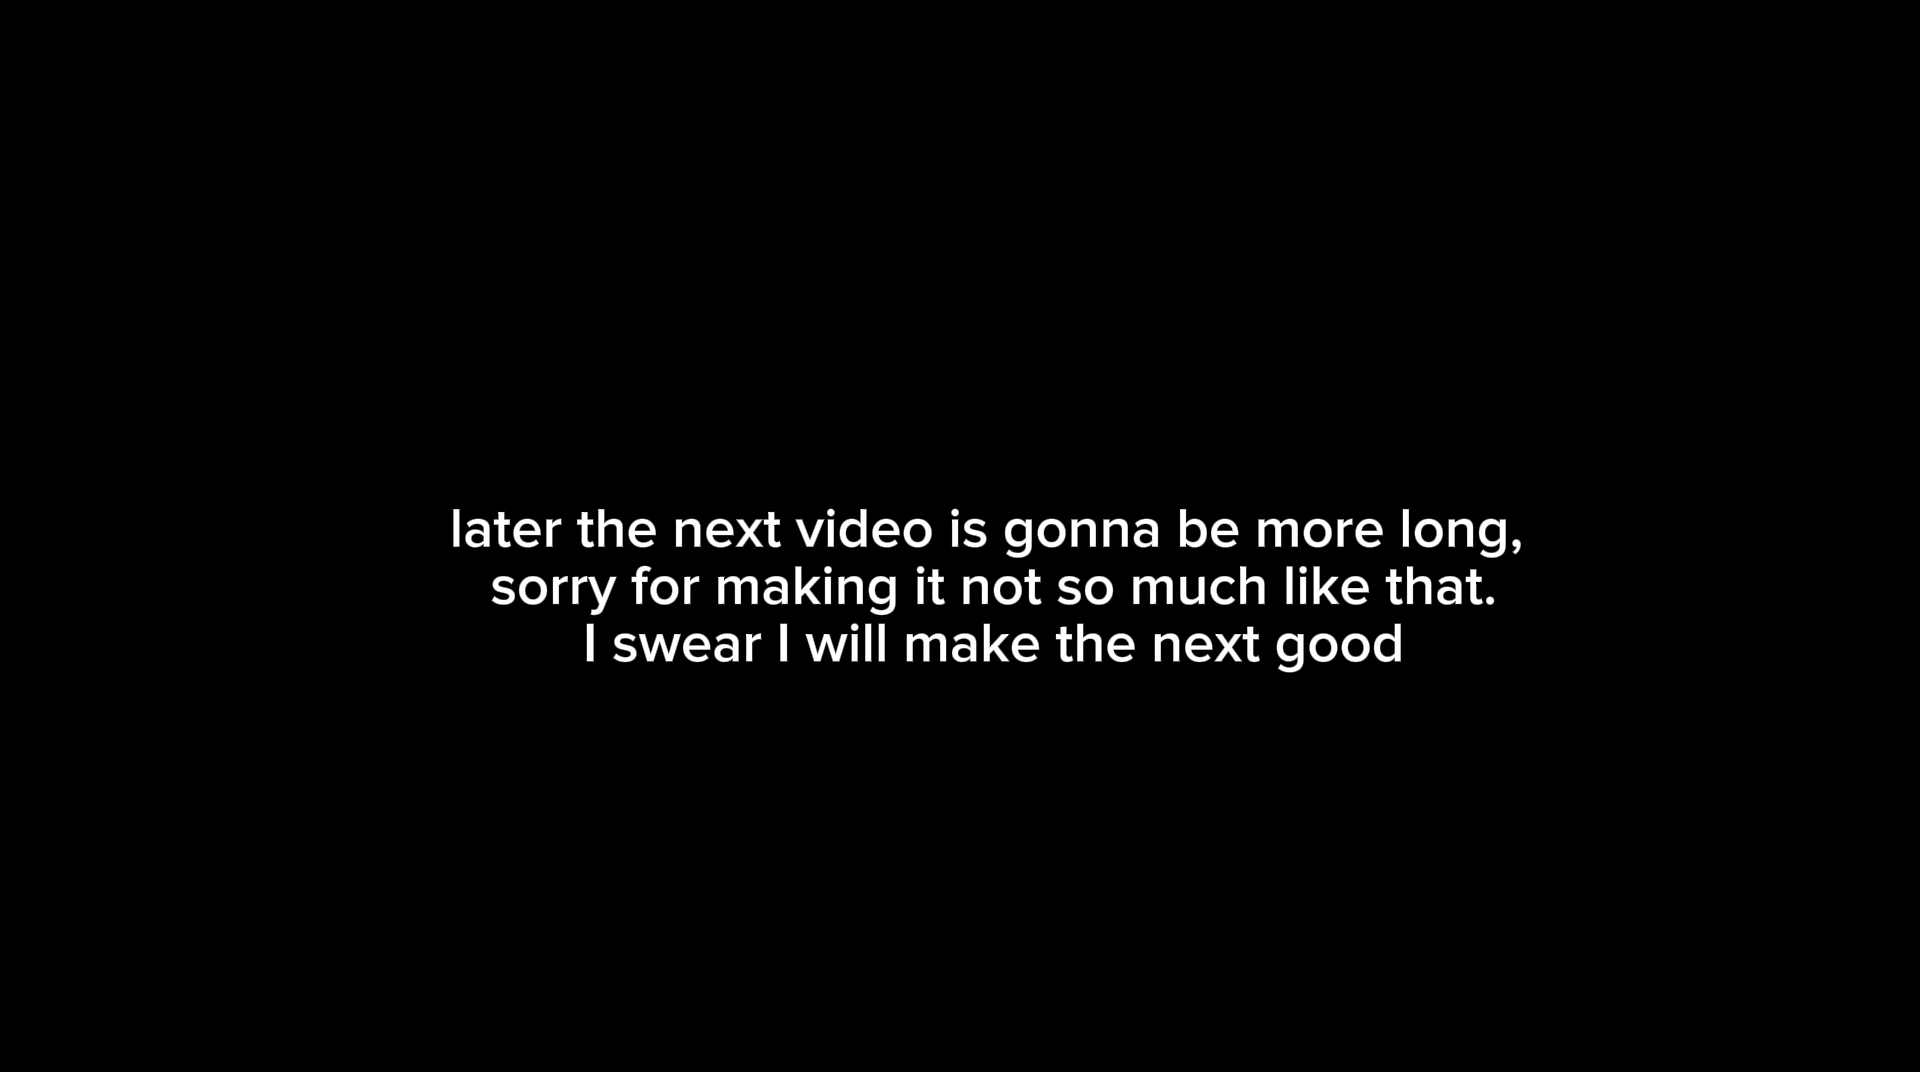 later the next video is gonna be more long,
sorry for making it not so much like that.
I swear I will make the next good